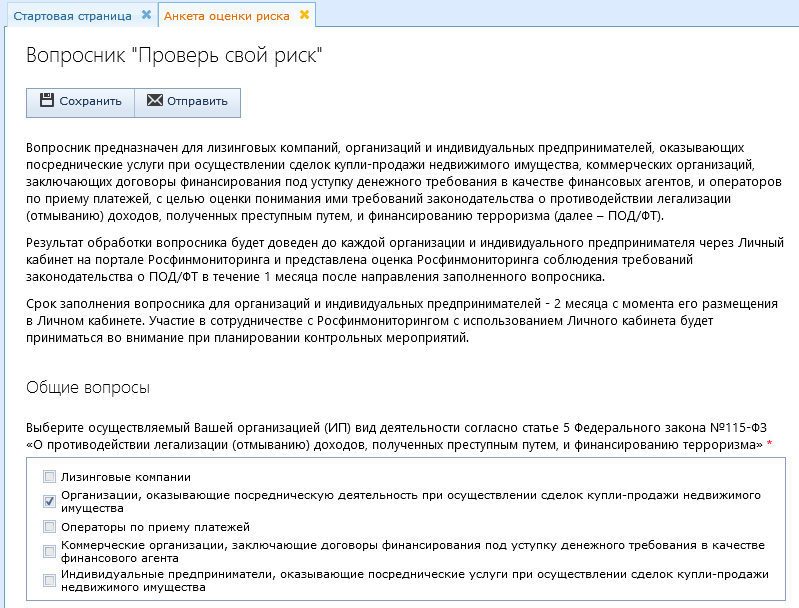 Стартовая страница
Анкета оценки риска
Вопросник "Проверь свой риск"
Сохранить
Отправить
Вопросник предназначен для лизинговых компаний, организаций и индивидуальных предпринимателей, оказывающих
посреднические услуги при осуществлении сделок купли-продажи недвижимого имущества, коммерческих организаций,
заключающих договоры финансирования под уступку денежного требования в качестве финансовых агентов, и операторов
по приему платежей, с целью оценки понимания ими требований законодательства о противодействии легализации
(отмыванию) доходов, полученных преступным путем, и финансированию терроризма (далее – ПОД/ФТ).
Результат обработки вопросника будет доведен до каждой организации и индивидуального предпринимателя через Личный
кабинет на портале Росфинмониторинга и представлена оценка Росфинмониторинга соблюдения требований
законодательства о ПОД/ФТ в течение 1 месяца после направления заполненного вопросника.
Срок заполнения вопросника для организаций и индивидуальных предпринимателей - 2 месяца с момента его размещения
в Личном кабинете. Участие в сотрудничестве с Росфинмониторингом с использованием Личного кабинета будет
приниматься во внимание при планировании контрольных мероприятий.
Общие вопросы
Выберите осуществляемый Вашей организацией (ИП) вид деятельности согласно статье 5 Федерального закона №115-ФЗ
«О противодействии легализации (отмыванию) доходов, полученных преступным путем, и финансированию терроризма» *
Лизинговые компании
Организации, оказывающие посредническую деятельность при осуществлении сделок купли-продажи недвижимого
имущества
Операторы по приему платежей
Коммерческие организации, заключающие договоры финансирования под уступку денежного требования в качестве
финансового агента
Индивидуальные предприниматели, оказывающие посреднические услуги при осуществлении сделок купли-продажи
недвижимого имущества